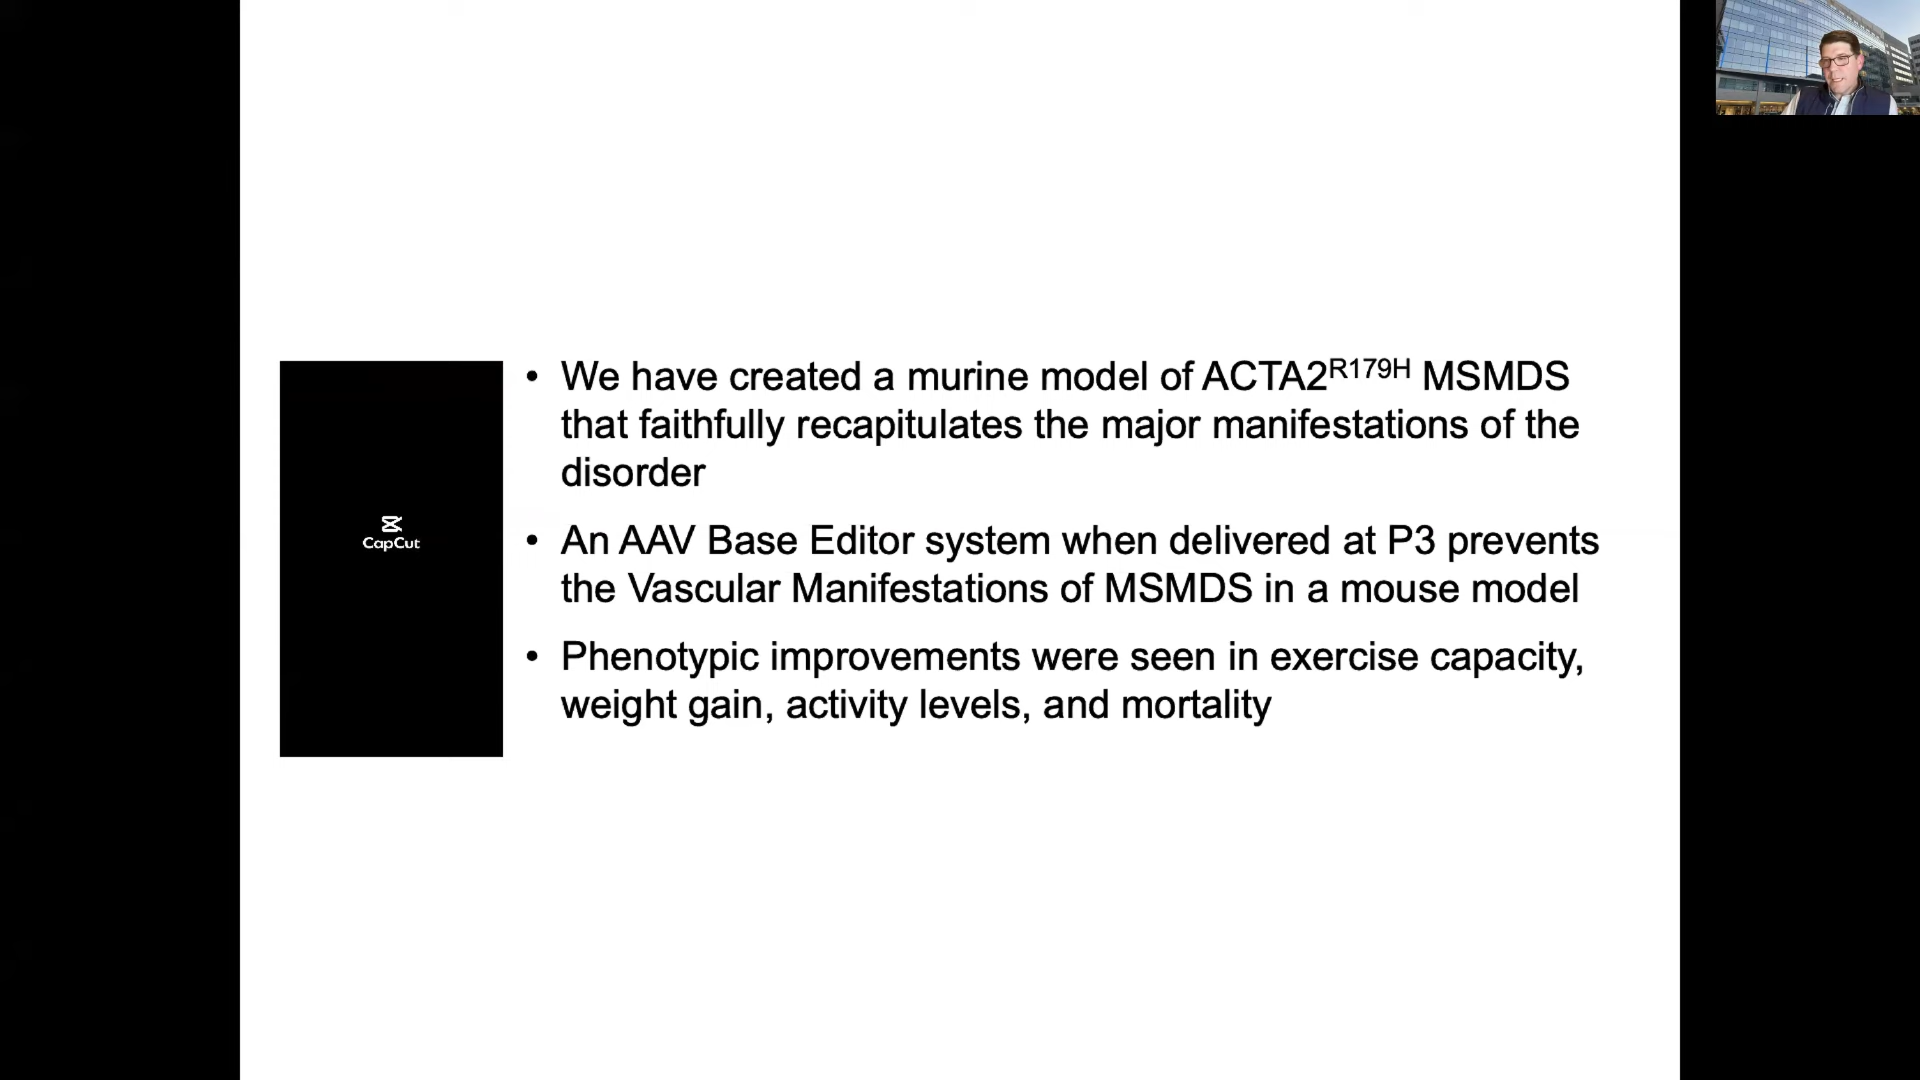 • We have created a murine model of ACTA2R179H MSMDS
that faithfully recapitulates the major manifestations of the
disorder
CapCut
• An AAV Base Editor system when delivered at P3 prevents
the Vascular Manifestations of MSMDS in a mouse model
• Phenotypic improvements were seen in exercise capacity,
weight gain, activity levels, and mortality